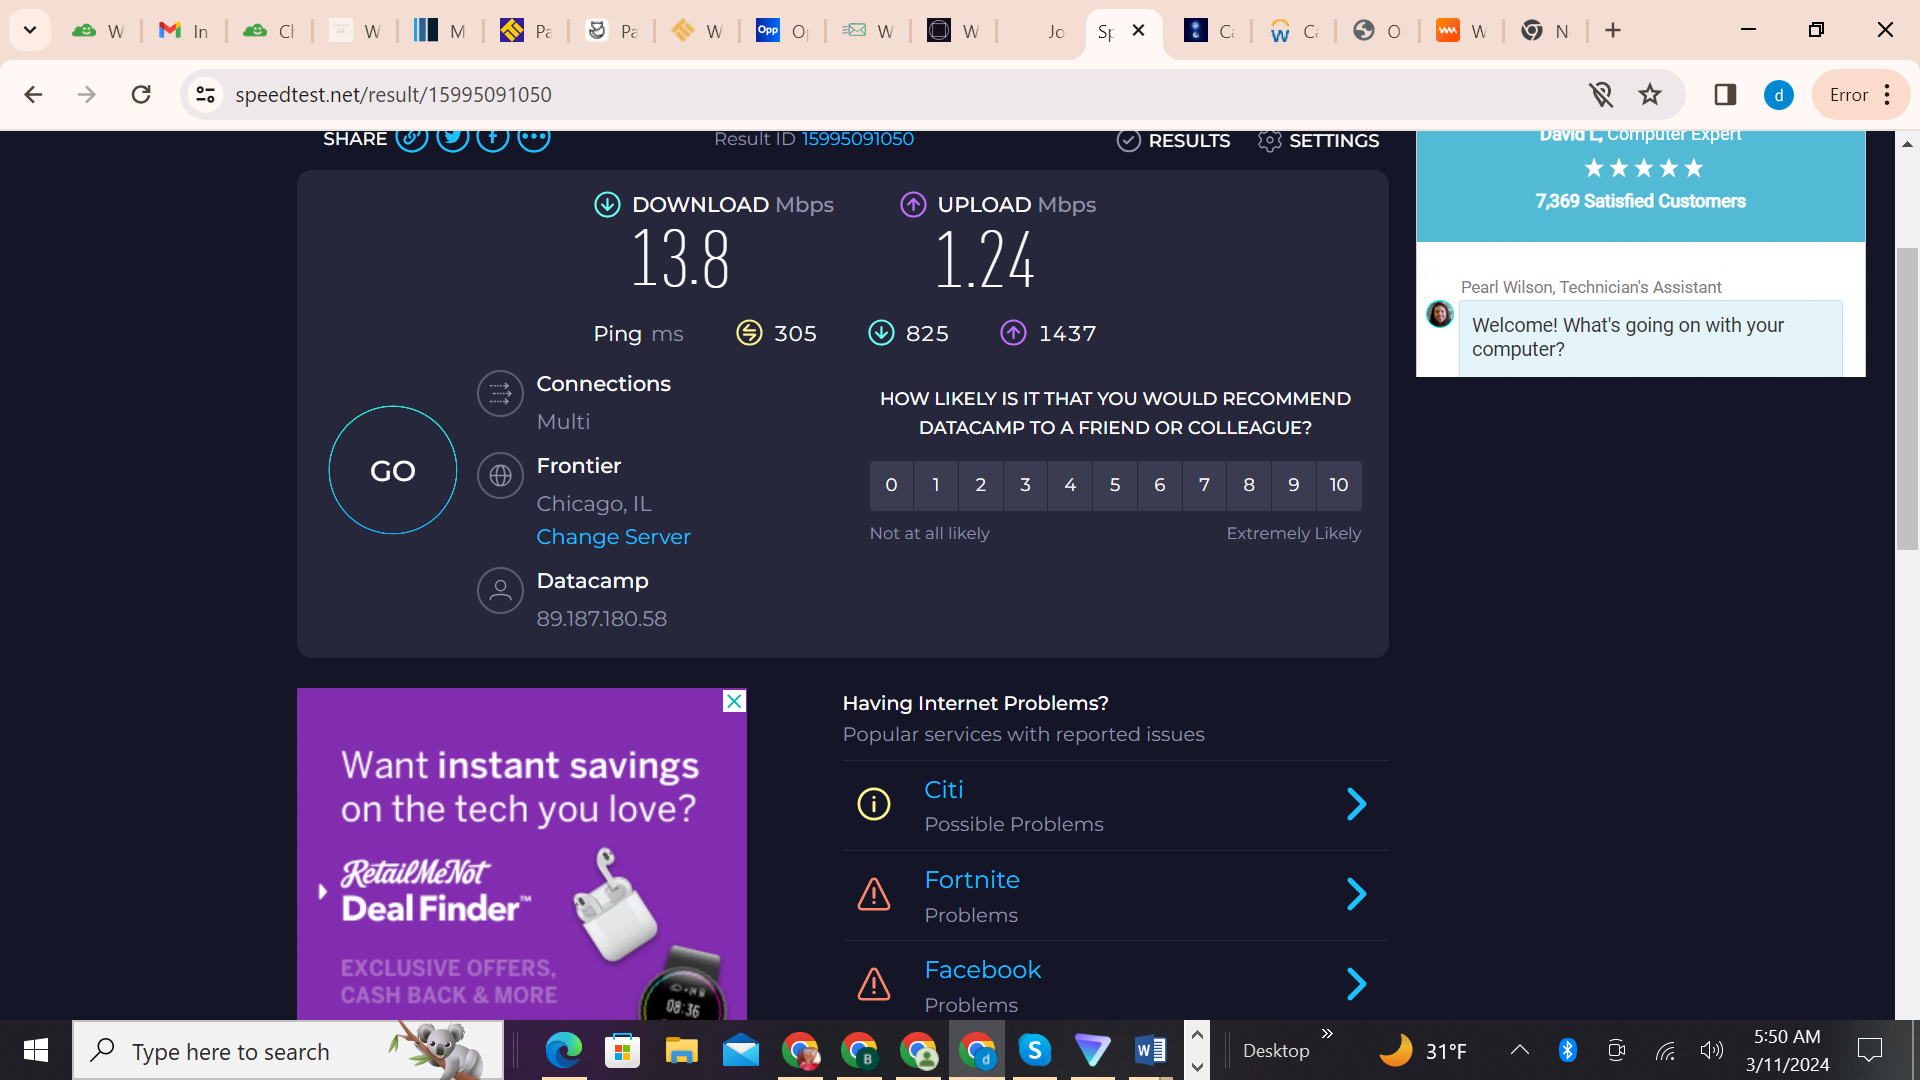 W
In
Ch
W
M
Pa
Pa
W
Opp
O
W
W
Jo
Sp
Ca
Ca
O
W
N
speedtest.net/result/15995091050
d
Error
SHARE
Result ID 15995091050
RESULTS
SETTINGS
David L, Computer Expert
7,369 Satisfied Customers
Pearl Wilson, Technician's Assistant
Welcome! What's going on with your
computer?
DOWNLOAD Mbps
13.8
UPLOAD Mbps
1.24
Ping ms
305
825
1437
GO
Connections
Multi
Frontier
Chicago, IL
Change Server
Datacamp
89.187.180.58
HOW LIKELY IS IT THAT YOU WOULD RECOMMEND
DATACAMP TO A FRIEND OR COLLEAGUE?
0 1 2 3 4 5 6 7 8 9 10
Not at all likely
Extremely Likely
Want instant savings
on the tech you love?
RetailMeNot
Deal Finder™
EXCLUSIVE OFFERS,
CASH BACK & MORE
08:36
Having Internet Problems?
Popular services with reported issues
Citi
Possible Problems
Fortnite
Problems
Facebook
Problems
Type here to search
B
d
S
W
Desktop
31°F
5:50 AM
3/11/2024